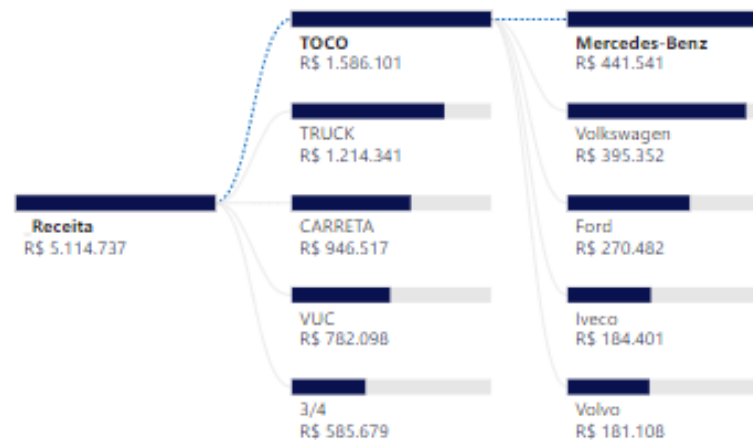 _Receita
R$ 5.114.737
TOCO
R$ 1.586.101
TRUCK
R$ 1.214.341
CARRETA
R$ 946.517
VUC
R$ 782.098
3/4
R$ 585.679
Mercedes-Benz
R$ 441.541
Volkswagen
R$ 395.352
Ford
R$ 270.482
Iveco
R$ 184.401
Volvo
R$ 181.108